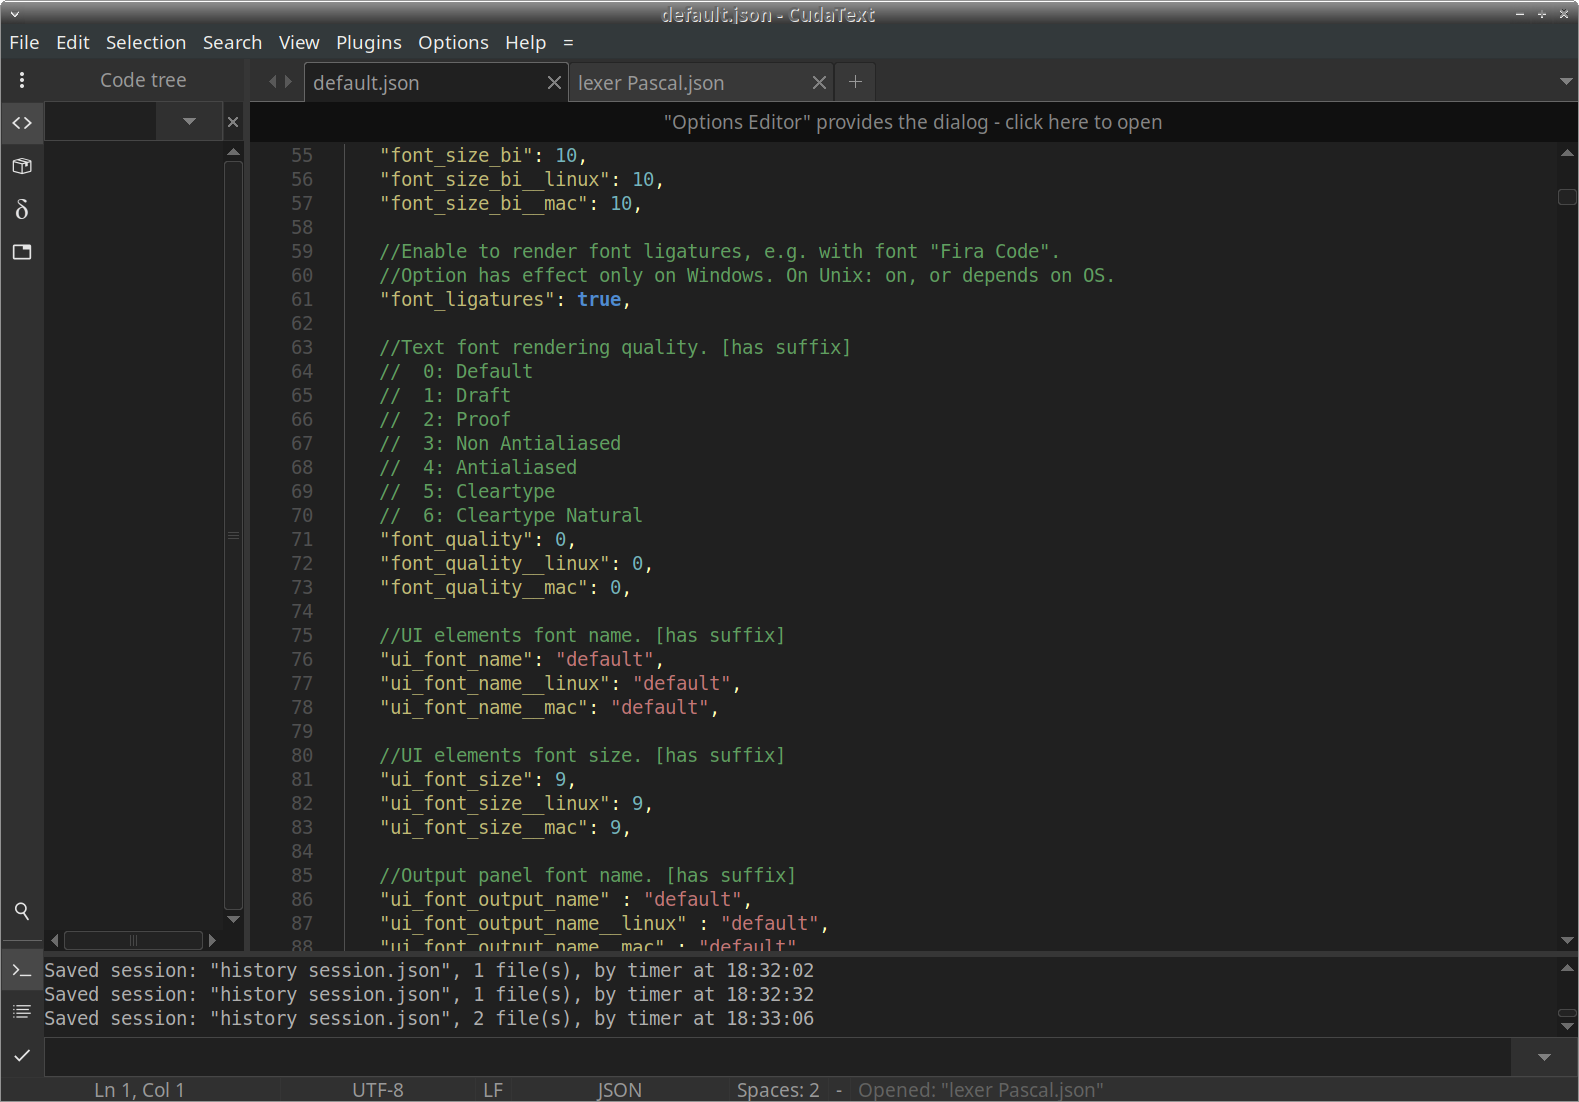 default.json - CudaText
File Edit Selection Search View Plugins Options Help =
Code tree
default.json
lexer Pascal.json
"Options Editor" provides the dialog - click here to open
55 "font_size_bi": 10,
56 "font_size_bi__linux": 10,
57 "font_size_bi__mac": 10,
58
59 //Enable to render font ligatures, e.g. with font "Fira Code".
60 //Option has effect only on Windows. On Unix: on, or depends on OS.
61 "font_ligatures": true,
62
63 //Text font rendering quality. [has suffix]
64 //  0: Default
65 //  1: Draft
66 //  2: Proof
67 //  3: Non Antialiased
68 //  4: Antialiased
69 //  5: Cleartype
70 //  6: Cleartype Natural
71 "font_quality": 0,
72 "font_quality__linux": 0,
73 "font_quality__mac": 0,
74
75 //UI elements font name. [has suffix]
76 "ui_font_name": "default",
77 "ui_font_name__linux": "default",
78 "ui_font_name__mac": "default",
79
80 //UI elements font size. [has suffix]
81 "ui_font_size": 9,
82 "ui_font_size__linux": 9,
83 "ui_font_size__mac": 9,
84
85 //Output panel font name. [has suffix]
86 "ui_font_output_name" : "default",
87 "ui_font_output_name__linux" : "default",
88 "ui_font_output_name__mac" : "default"
Saved session: "history session.json", 1 file(s), by timer at 18:32:02
Saved session: "history session.json", 1 file(s), by timer at 18:32:32
Saved session: "history session.json", 2 file(s), by timer at 18:33:06
Ln 1, Col 1 UTF-8 LF JSON Spaces: 2 - Opened: "lexer Pascal.json"